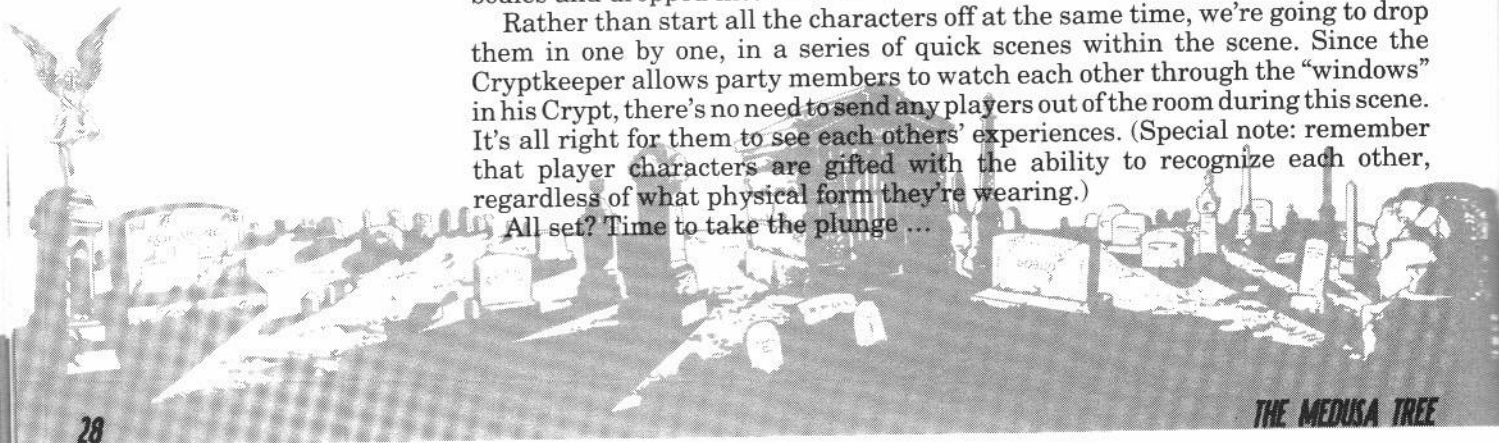 Rather than start all the characters off at the same time, we're going to drop
them in one by one, in a series of quick scenes within the scene. Since the
Cryptkeeper allows party members to watch each other through the “windows”
in his Crypt, there's no need to send any players out of the room during this scene.
It's all right for them to see each others' experiences. (Special note: remember
that player characters are gifted with the ability to recognize each other,
regardless of what physical form they're wearing.)
All set? Time to take the plunge ...
28
THE MEDUSA TREE